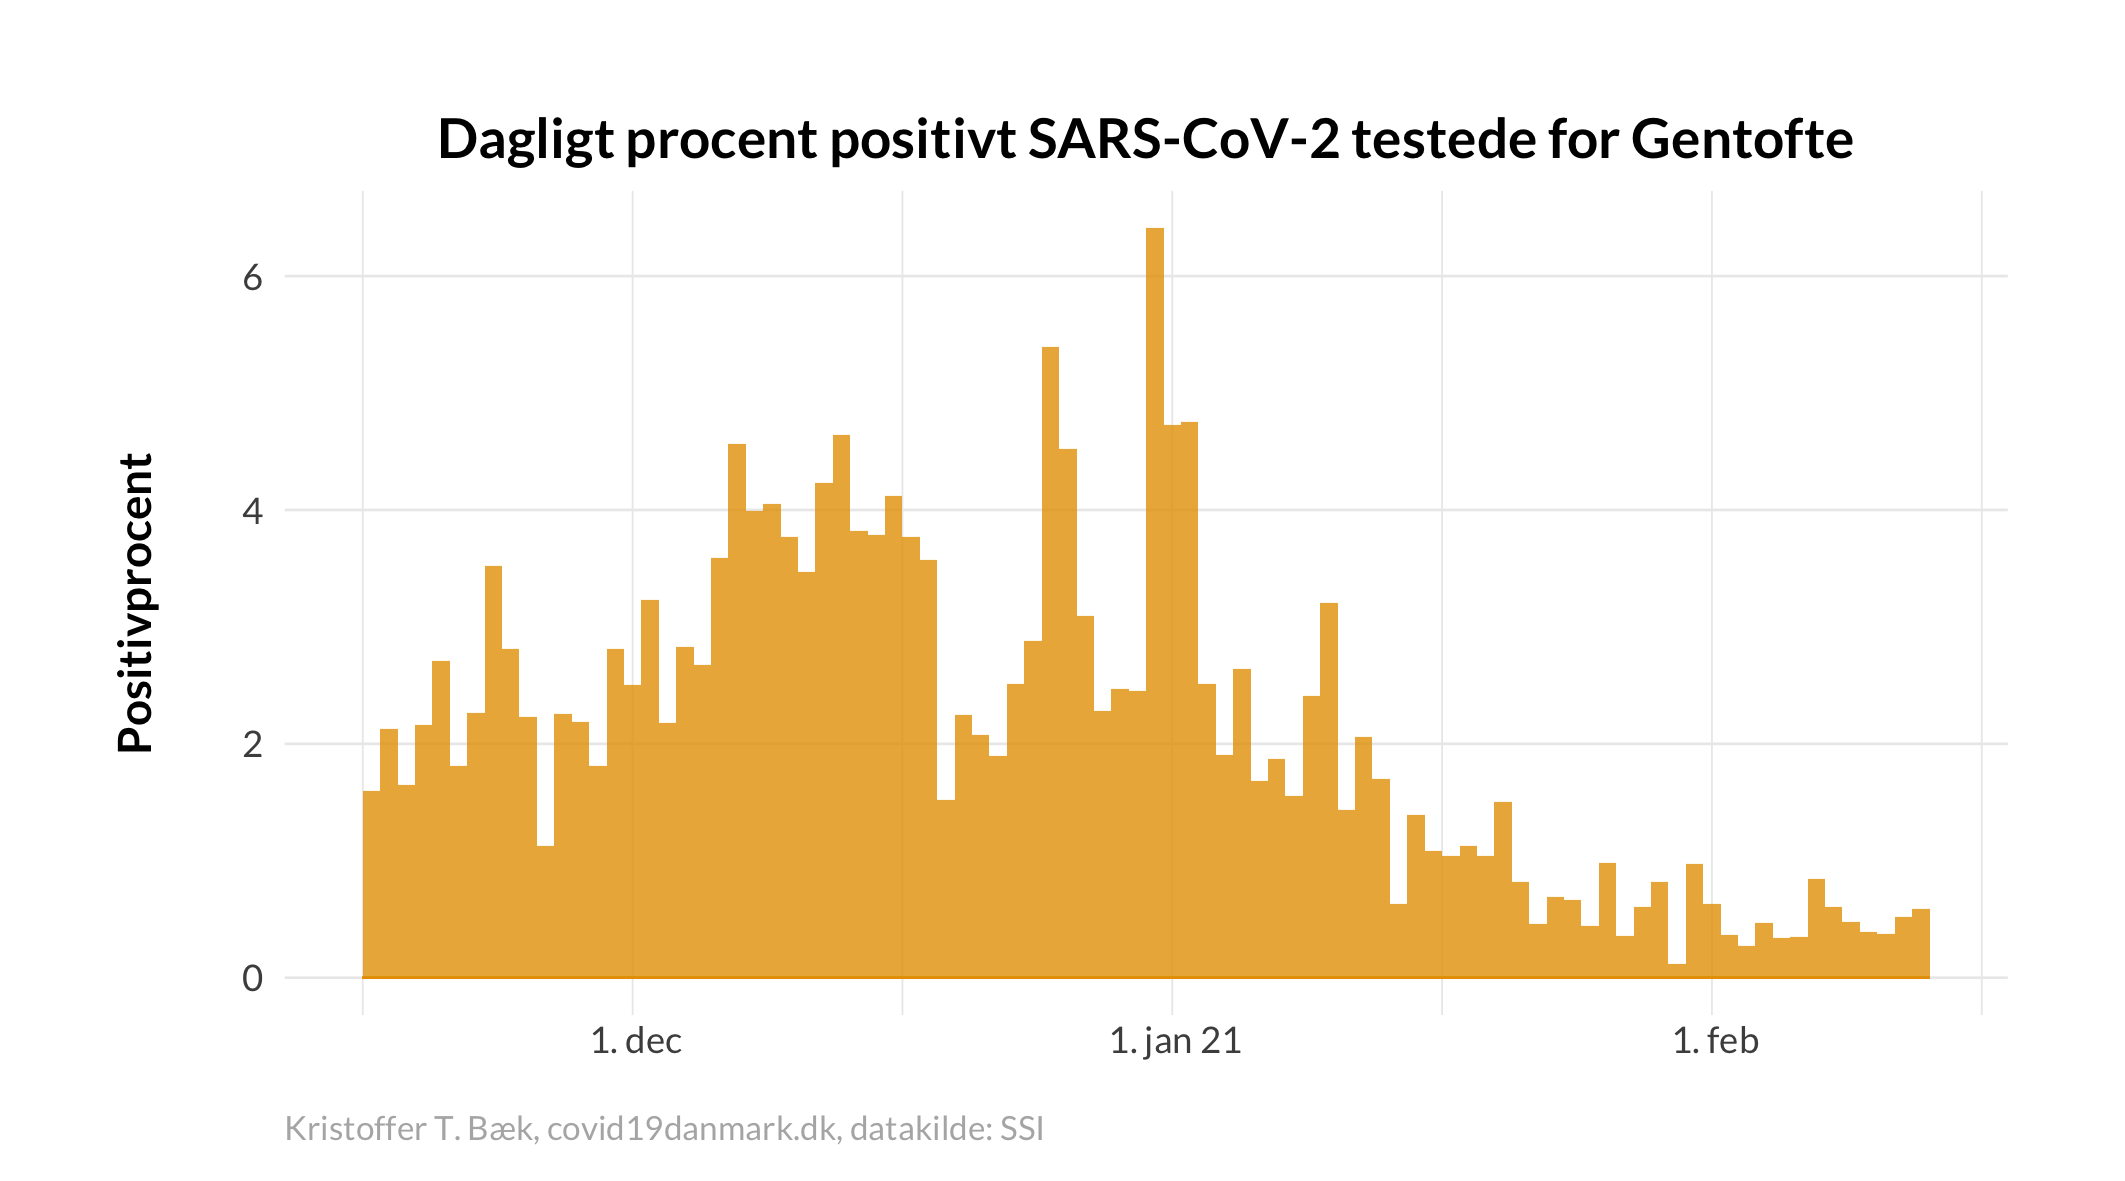 Dagligt procent positivt SARS-CoV-2 testede for Gentofte
Positivprocent
6
4
2
0
1. dec
1. jan 21
1. feb
Kristoffer T. Bæk, covid19danmark.dk, datakilde: SSI